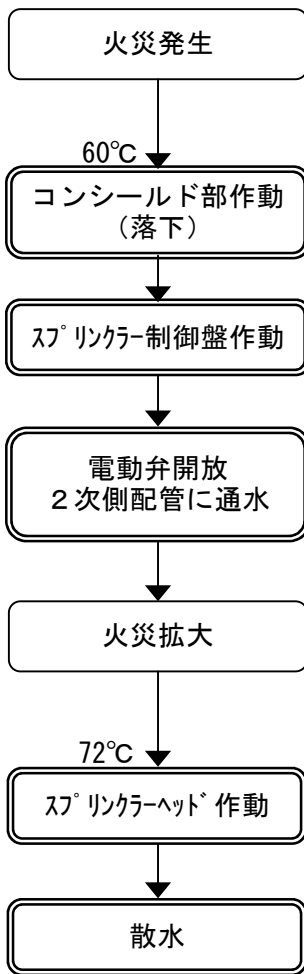 火災発生
60℃
コンシールド部作動
（落下）
ｽﾌﾟﾘﾝｸﾗｰ制御盤作動
電動弁開放
２次側配管に通水
火災拡大
72℃
ｽﾌﾟﾘﾝｸﾗｰﾍｯﾄﾞ作動
散水